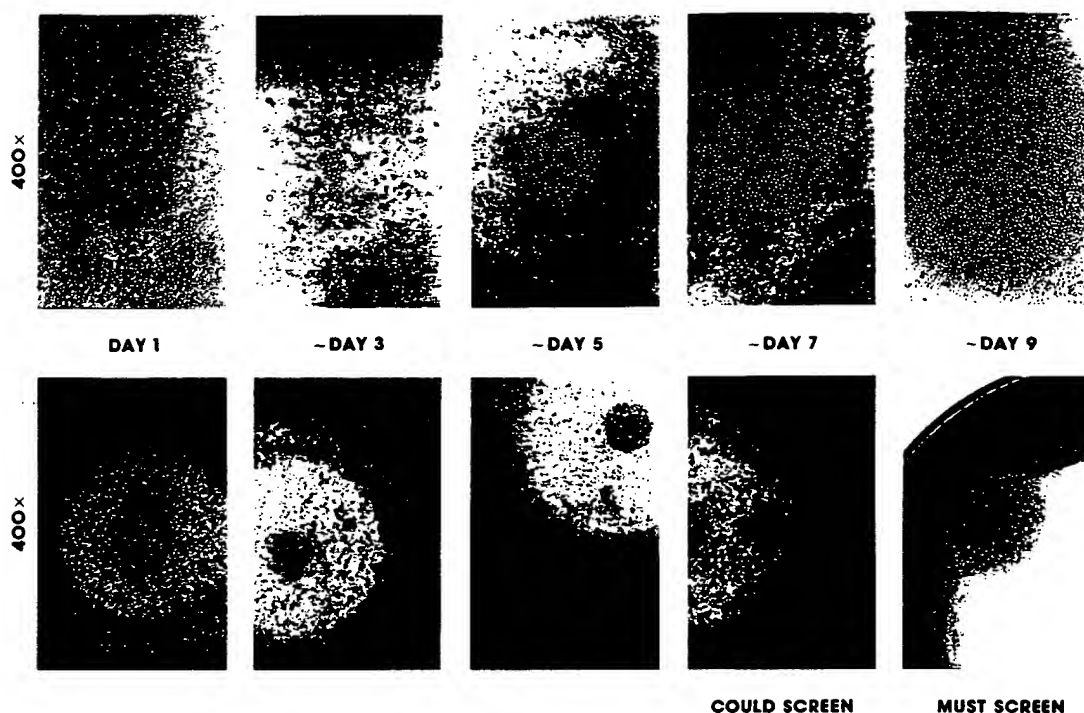 400×
DAY 1
~DAY 3
~DAY 5
~DAY 7
~DAY 9
400×
COULD SCREEN
MUST SCREEN